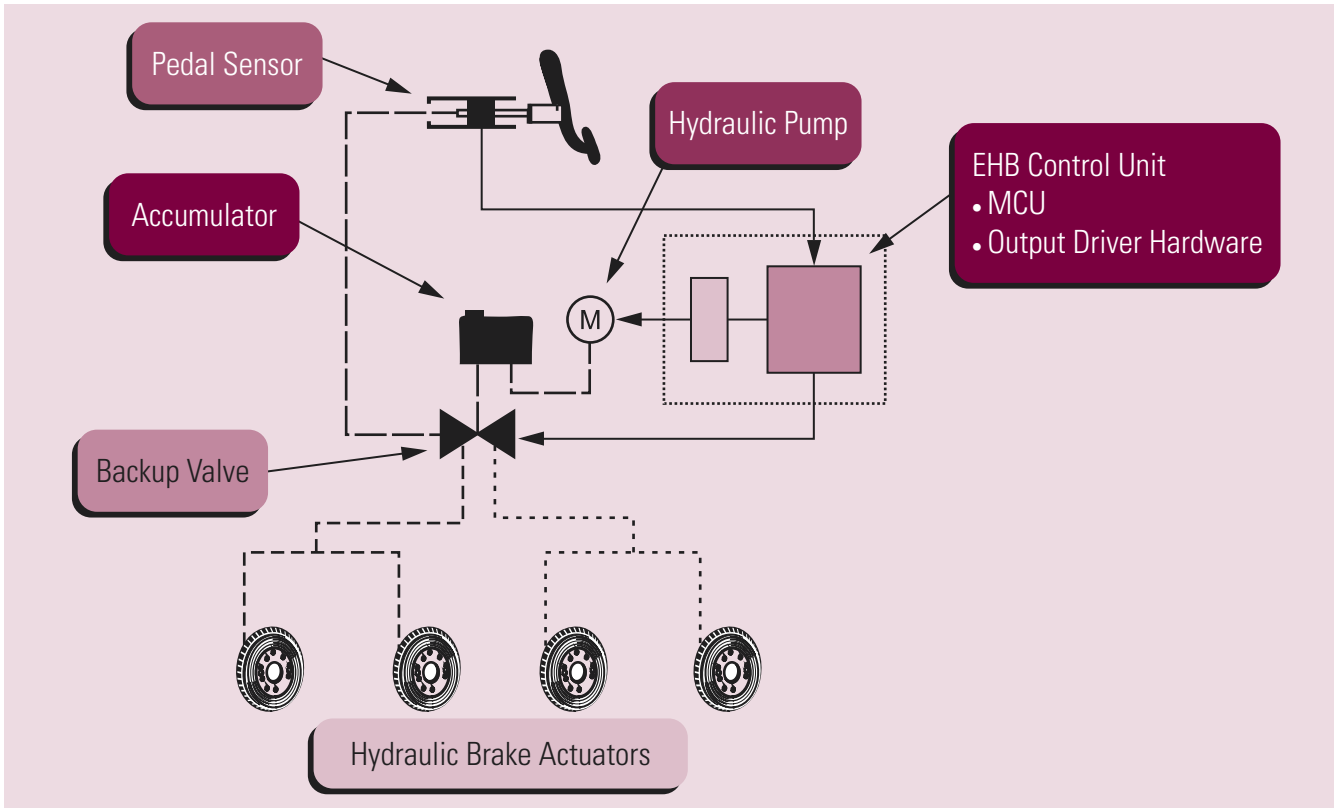 Pedal Sensor
Hydraulic Pump
EHB Control Unit
• MCU
• Output Driver Hardware
Accumulator
M
Backup Valve
Hydraulic Brake Actuators